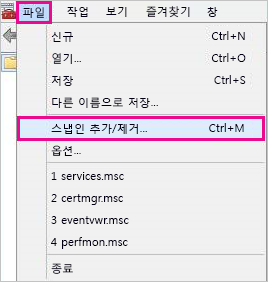 파일 작업 보기 즐겨찾기 창
신규 Ctrl+N
열기... Ctrl+O
저장 Ctrl+S
다른 이름으로 저장...
스냅인 추가/제거... Ctrl+M
옵션...
1 services.msc
2 certmgr.msc
3 eventvwr.msc
4 perfmon.msc
종료